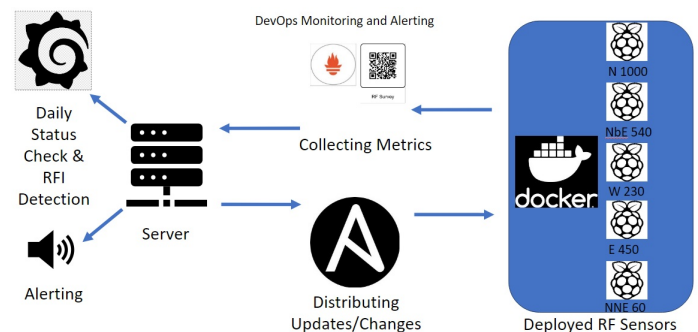 DevOps Monitoring and Alerting
RF Survey
Collecting Metrics
Daily
Status
Check &
RFI
Detection
Server
Alerting
Distributing
Updates/Changes
docker
N 1000
NbE 540
W 230
E 450
NNE 60
Deployed RF Sensors